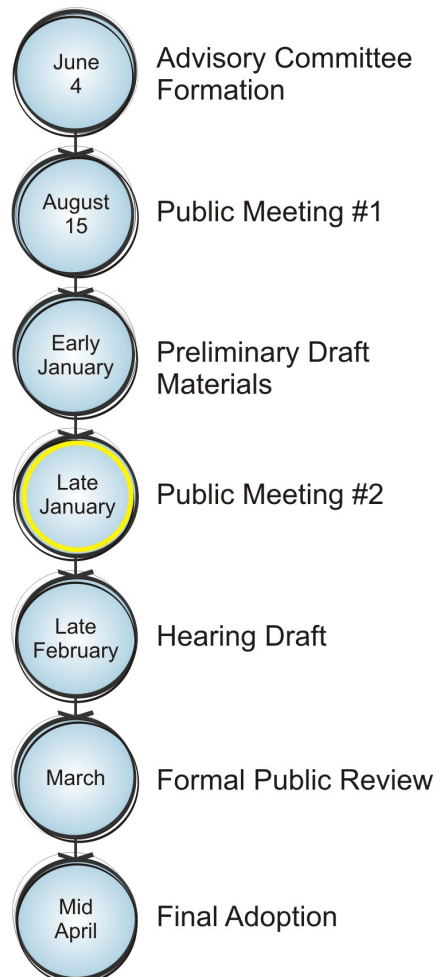 June
4
Advisory Committee
Formation
August
15
Public Meeting #1
Early
January
Preliminary Draft
Materials
Late
January
Public Meeting #2
Late
February
Hearing Draft
March
Formal Public Review
Mid
April
Final Adoption